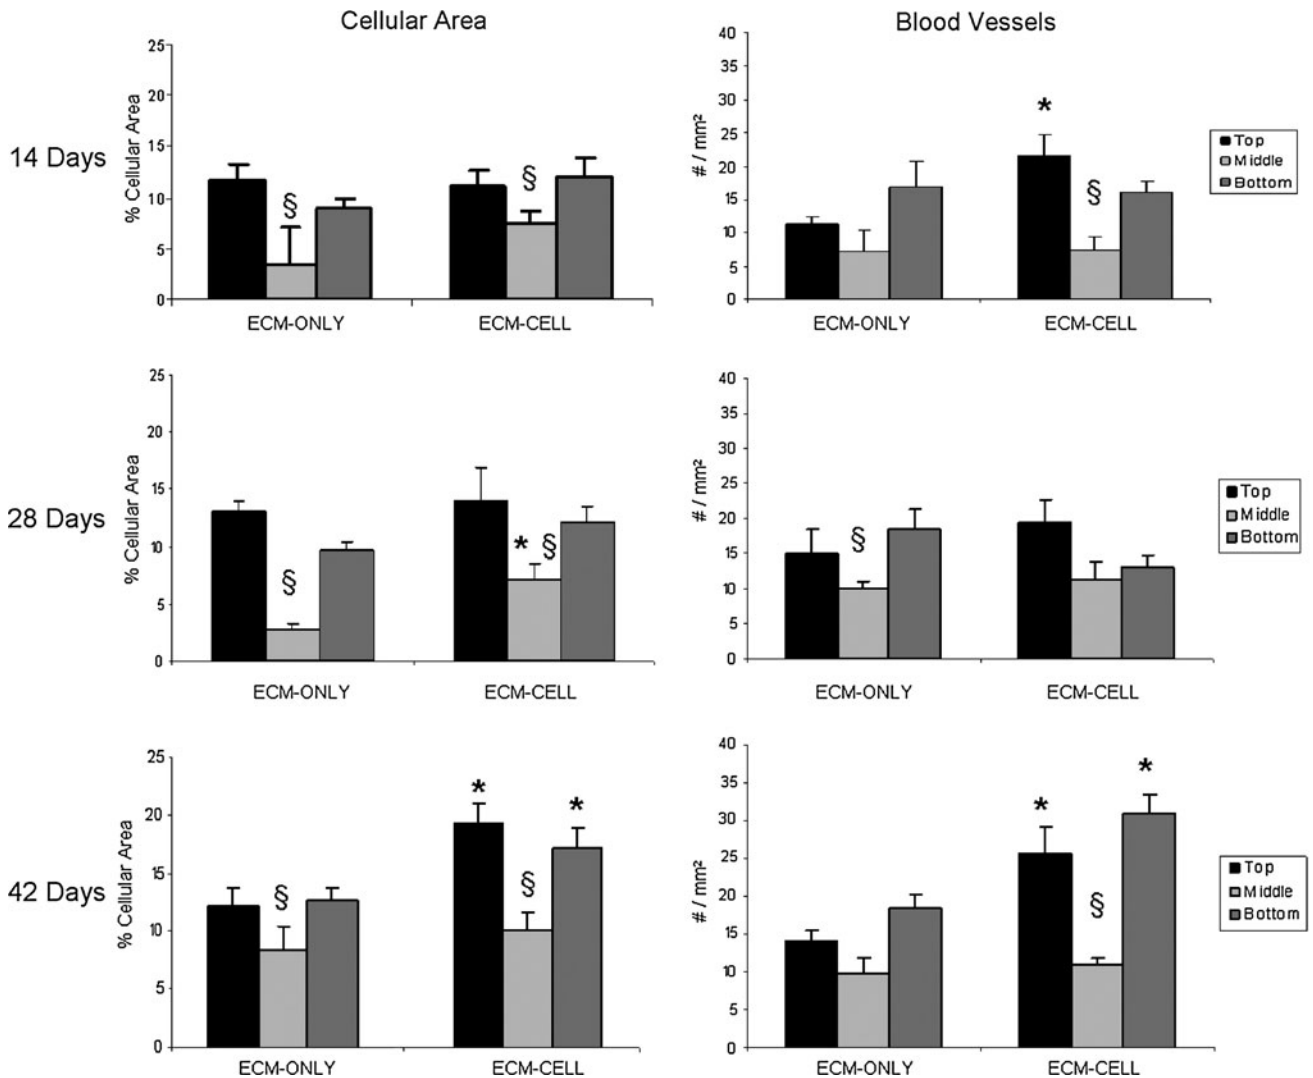 Cellular Area
Blood Vessels
14 Days
% Cellular Area
25
20
15
10
5
0
§
§
ECM-ONLY
ECM-CELL
# / mm²
40
35
30
25
20
15
10
5
0
*
§
ECM-ONLY
ECM-CELL
Top
Middle
Bottom
28 Days
% Cellular Area
25
20
15
10
5
0
§
* §
ECM-ONLY
ECM-CELL
# / mm²
40
35
30
25
20
15
10
5
0
§
ECM-ONLY
ECM-CELL
Top
Middle
Bottom
42 Days
% Cellular Area
25
20
15
10
5
0
§
*
§
*
ECM-ONLY
ECM-CELL
# / mm²
40
35
30
25
20
15
10
5
0
*
§
*
ECM-ONLY
ECM-CELL
Top
Middle
Bottom